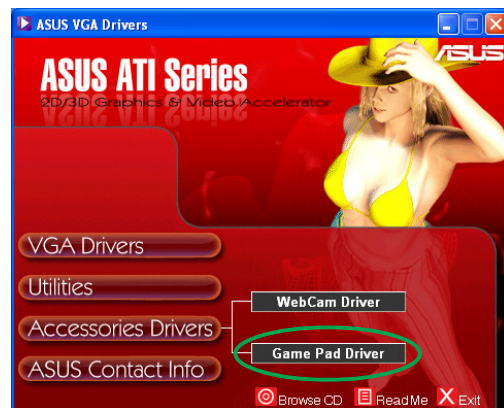 ASUS VGA Drivers
ASUS
ASUS ATI Series
2D/3D Graphics & Video Accelerator
VGA Drivers
Utilities
WebCam Driver
Accessories Drivers
Game Pad Driver
ASUS Contact Info
Browse CD ReadMe X Exit